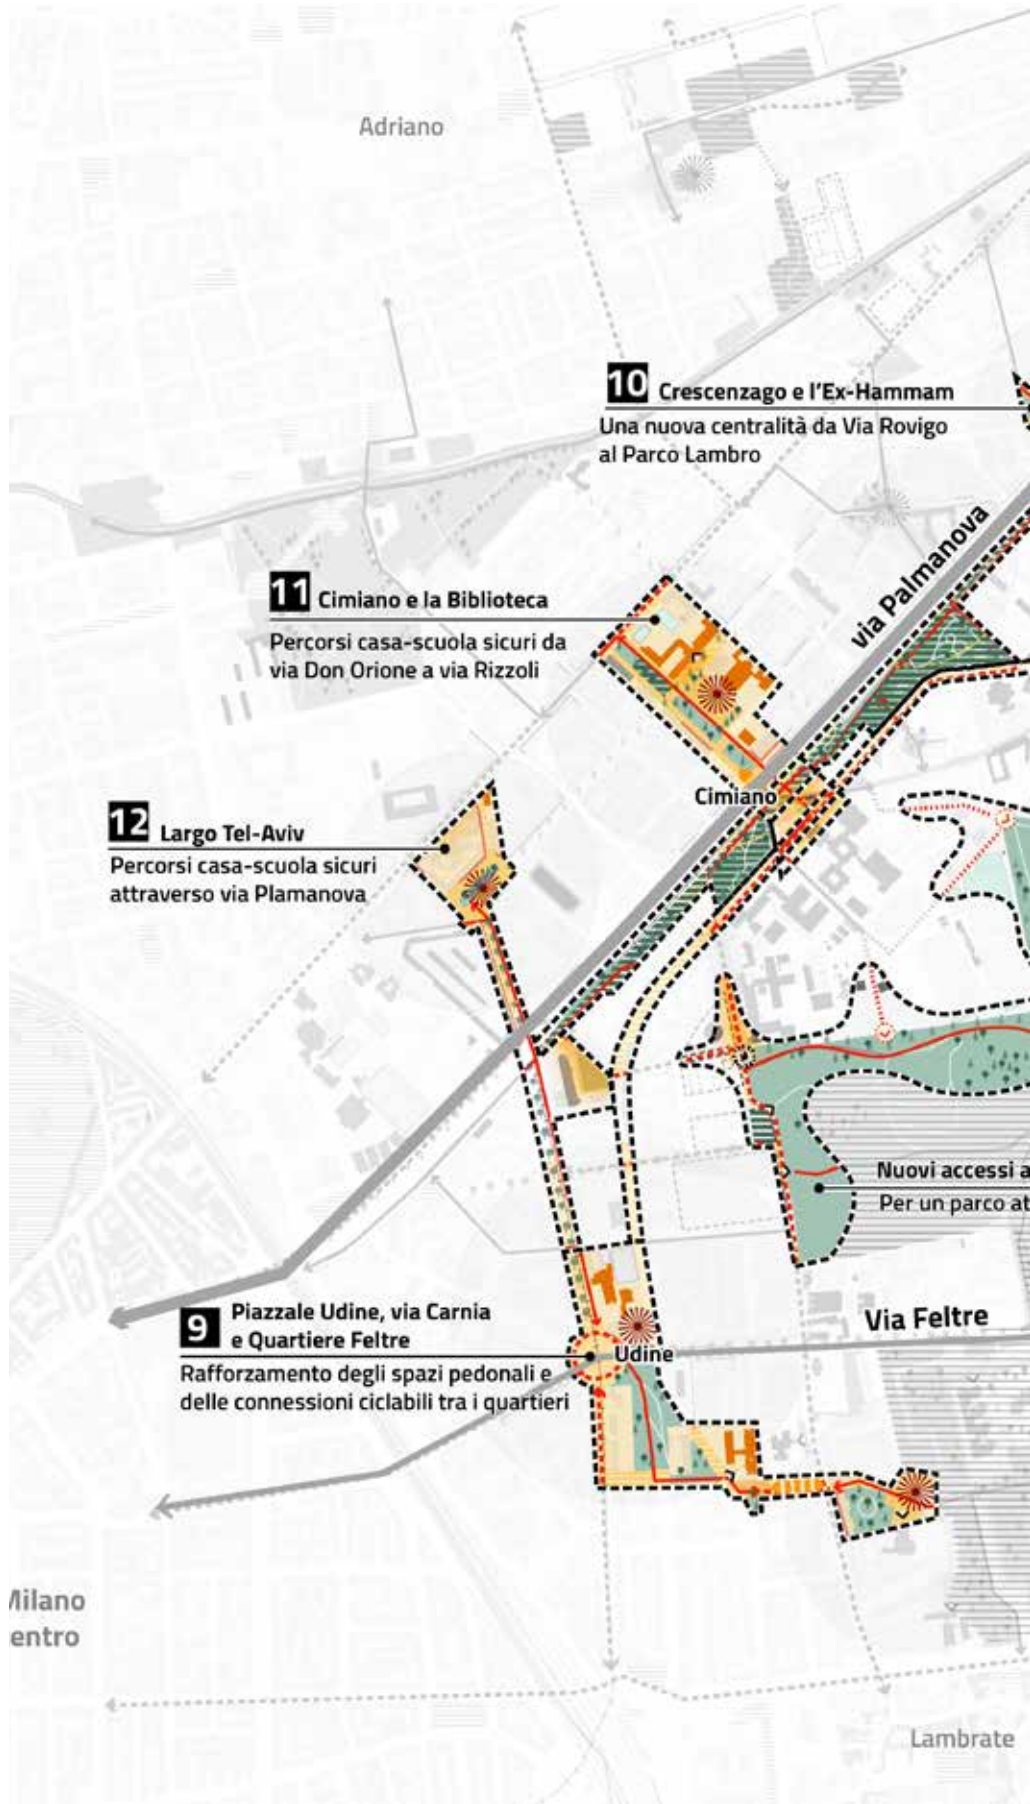 Adriano
10 Crescenzago e l'Ex-Hammam
Una nuova centralità da Via Rovigo
al Parco Lambro
via Palmanova
11 Cimiano e la Biblioteca
Percorsi casa-scuola sicuri da
via Don Orione a via Rizzoli
Cimiano
12 Largo Tel-Aviv
Percorsi casa-scuola sicuri
attraverso via Plamanova
Nuovi accessi a
Per un parco at
9 Piazzale Udine, via Carnia
e Quartiere Feltre
Rafforzamento degli spazi pedonali e
delle connessioni ciclabili tra i quartieri
Via Feltre
Udine
Milano
entro
Lambrate